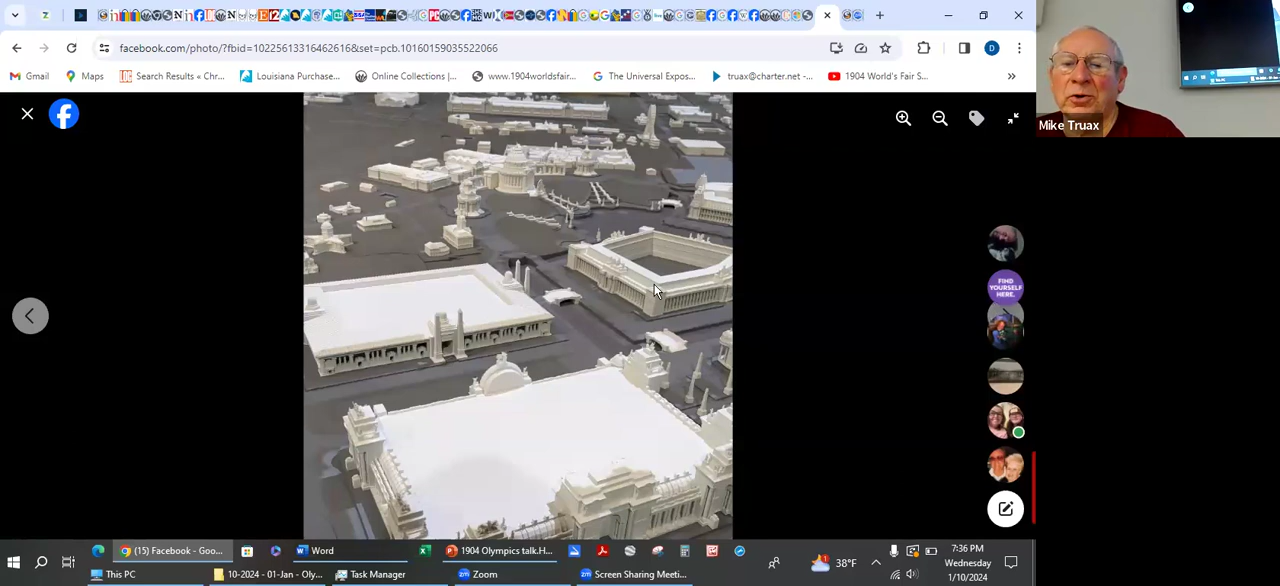 facebook.com/photo/?fbid=10225613316462616&set=pcb.10160159035522066
D
Gmail
Maps
Search Results « Chr...
Louisiana Purchase...
Online Collections |...
www.1904worldsfair...
The Universal Expos...
truax@charter.net -...
1904 World's Fair S...
Mike Truax
FIND
YOURSELF
HERE.
(15) Facebook - Goo...
Word
1904 Olympics talk.H...
38°F
7:36 PM
Wednesday
1/10/2024
This PC
10-2024 - 01-Jan - Oly...
Task Manager
Zoom
Screen Sharing Meeti...